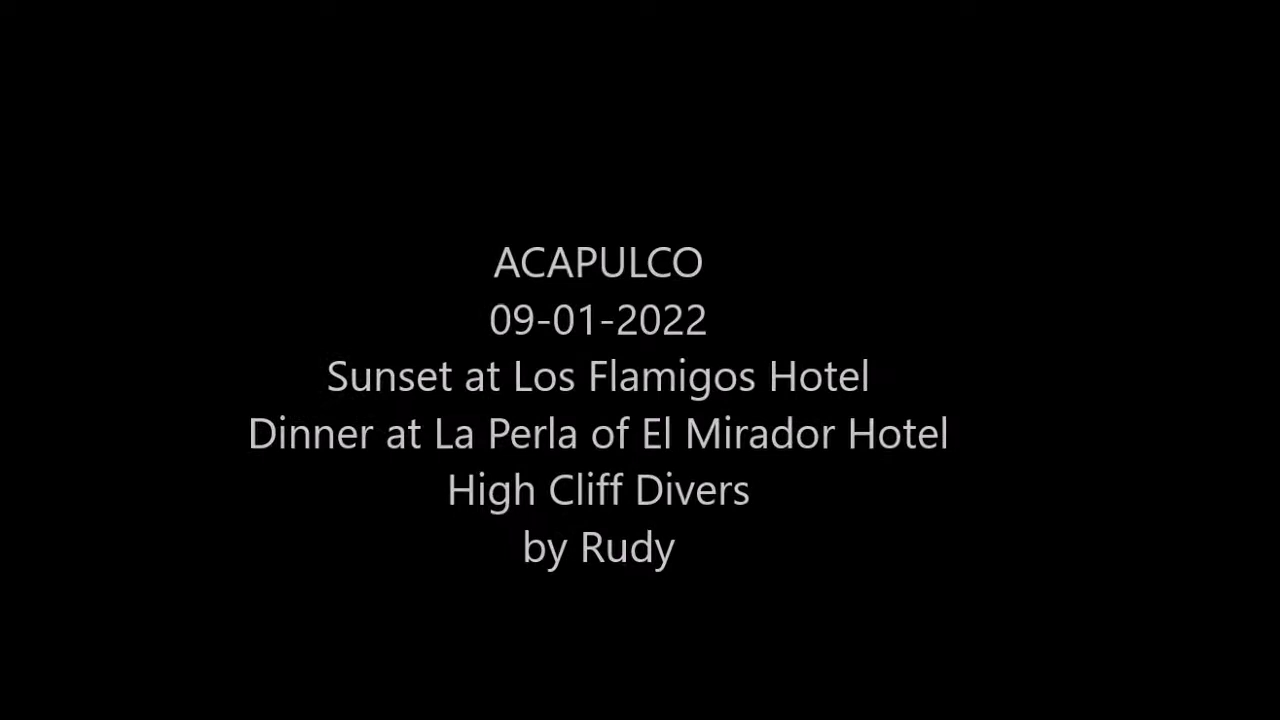 ACAPULCO
09-01-2022
Sunset at Los Flamigos Hotel
Dinner at La Perla of El Mirador Hotel
High Cliff Divers
by Rudy